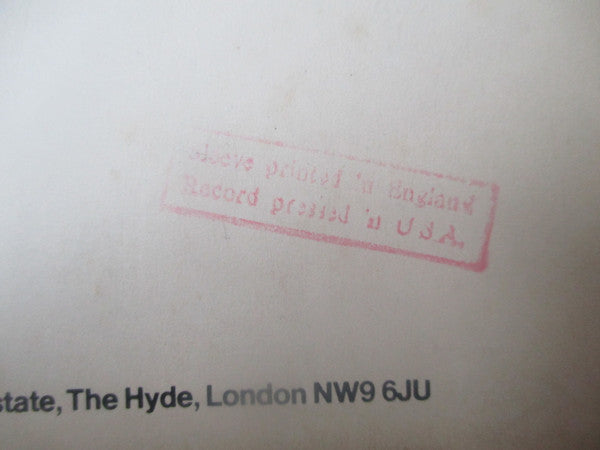 Sleeve printed in England
Record pressed in U.S.A.
state, The Hyde, London NW9 6JU